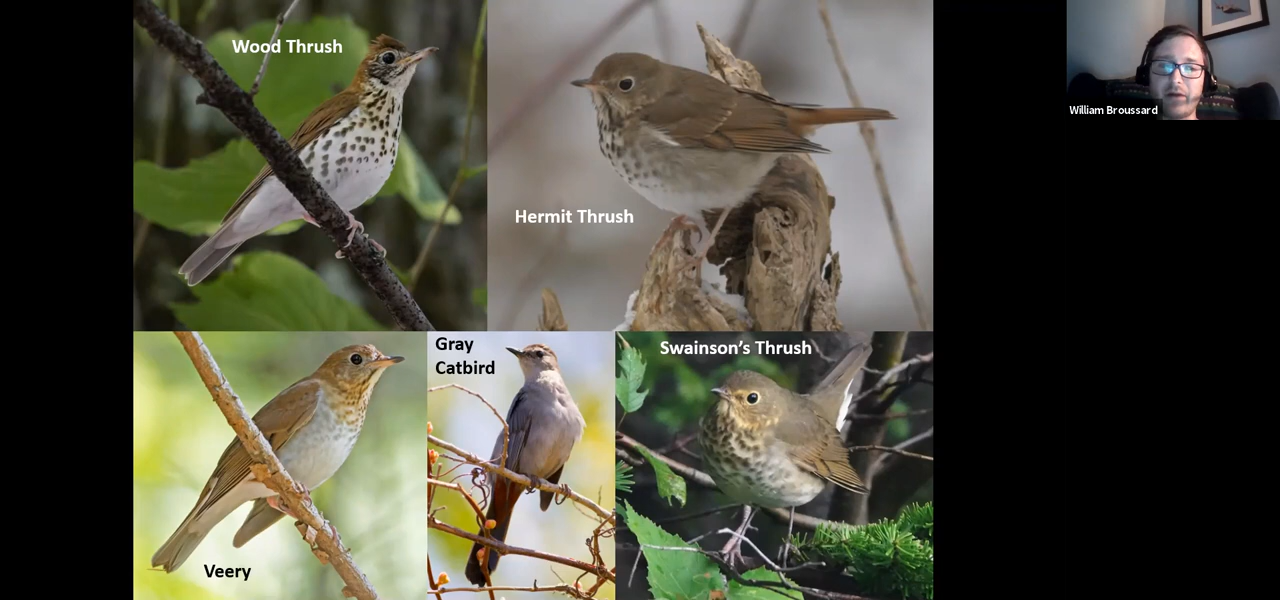 Wood Thrush
Hermit Thrush
Gray
Catbird
Swainson’s Thrush
Veery
William Broussard